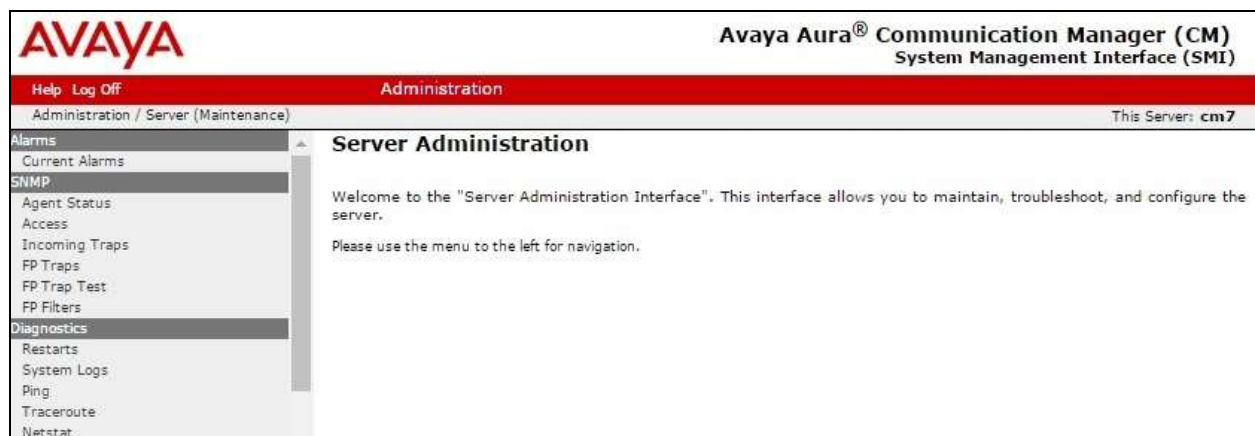 AVAYA
Avaya Aura® Communication Manager (CM)
System Management Interface (SMI)
Help Log Off
Administration
Administration / Server (Maintenance)
This Server: cm7
Alarms
Current Alarms
SNMP
Agent Status
Access
Incoming Traps
FP Traps
FP Trap Test
FP Filters
Diagnostics
Restarts
System Logs
Ping
Traceroute
Netstat
Server Administration
Welcome to the "Server Administration Interface". This interface allows you to maintain, troubleshoot, and configure the
server.
Please use the menu to the left for navigation.